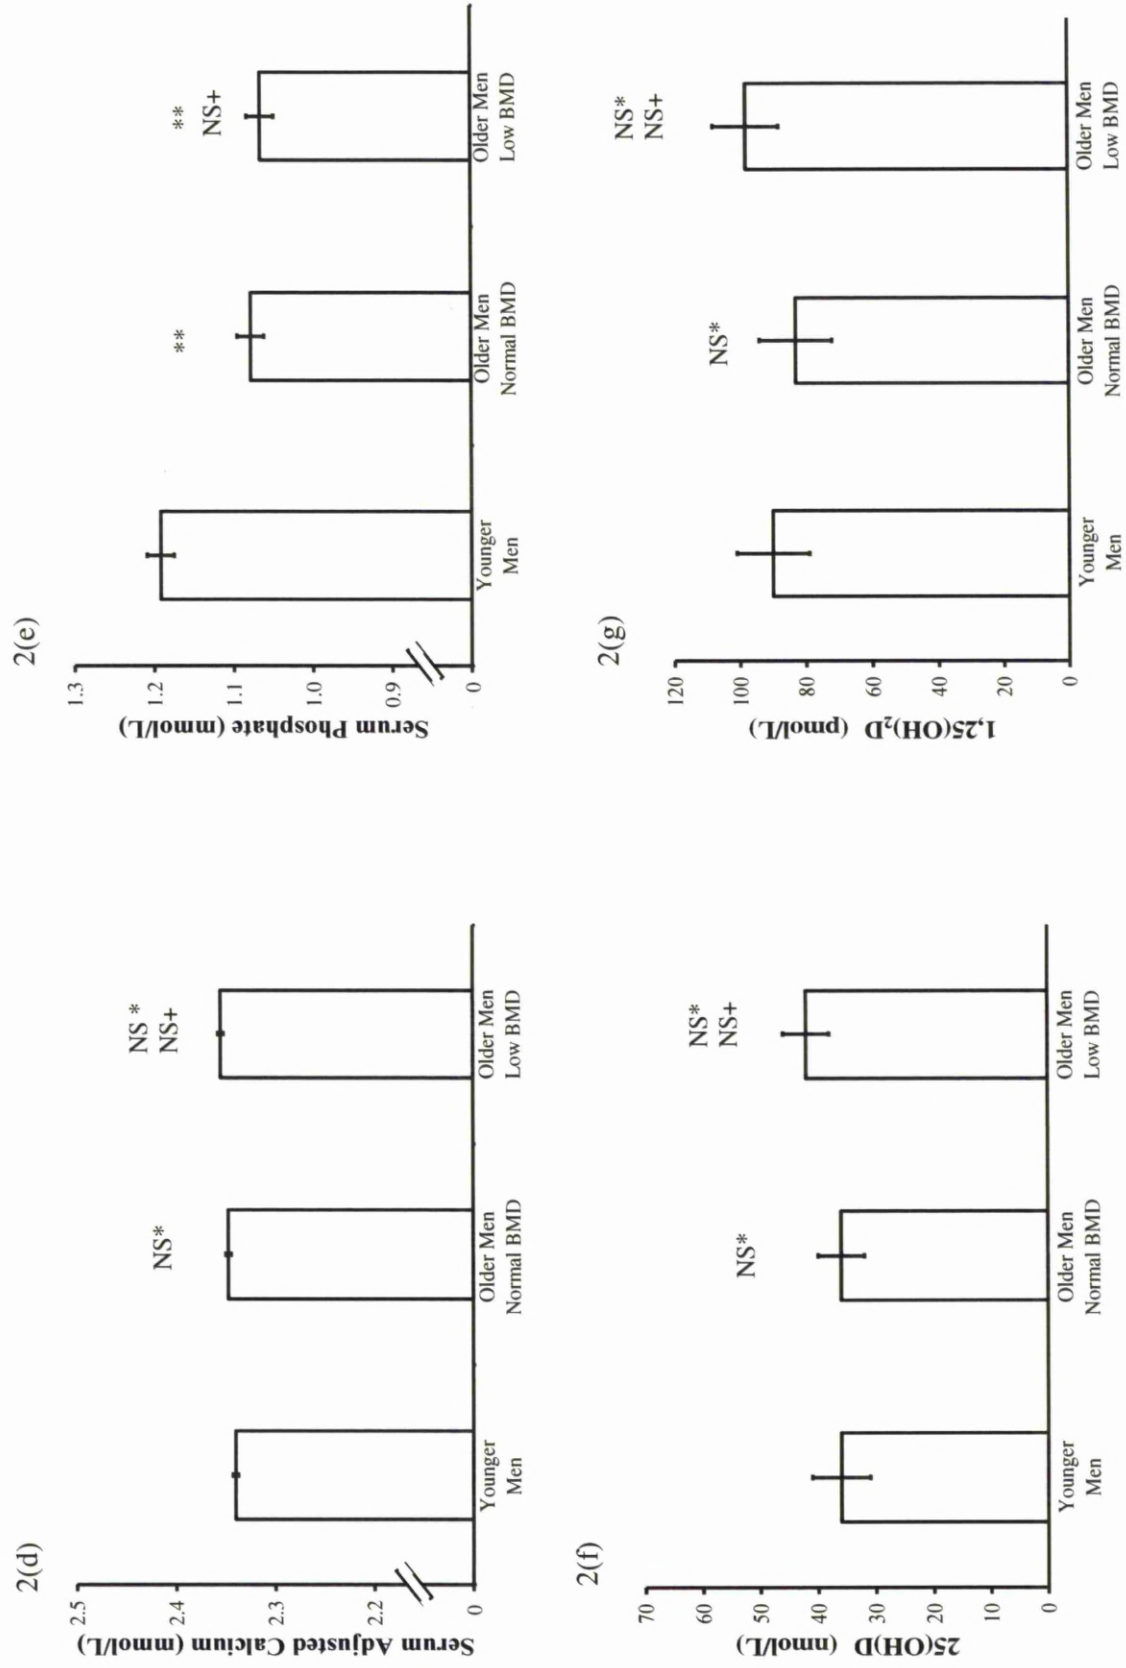 2(d)
Serum Adjusted Calcium (mmol/L)
2.5
2.4
2.3
2.2
0
NS*
NS *
NS+
Younger
Men
Older Men
Normal BMD
Older Men
Low BMD
2(e)
Serum Phosphate (mmol/L)
1.3
1.2
1.1
1.0
0.9
0
**
**
NS+
Younger
Men
Older Men
Normal BMD
Older Men
Low BMD
2(f)
25(OH)D (nmol/L)
70
60
50
40
30
20
10
0
NS*
NS*
NS+
Younger
Men
Older Men
Normal BMD
Older Men
Low BMD
2(g)
1,25(OH)₂D (pmol/L)
120
100
80
60
40
20
0
NS*
NS*
NS+
Younger
Men
Older Men
Normal BMD
Older Men
Low BMD